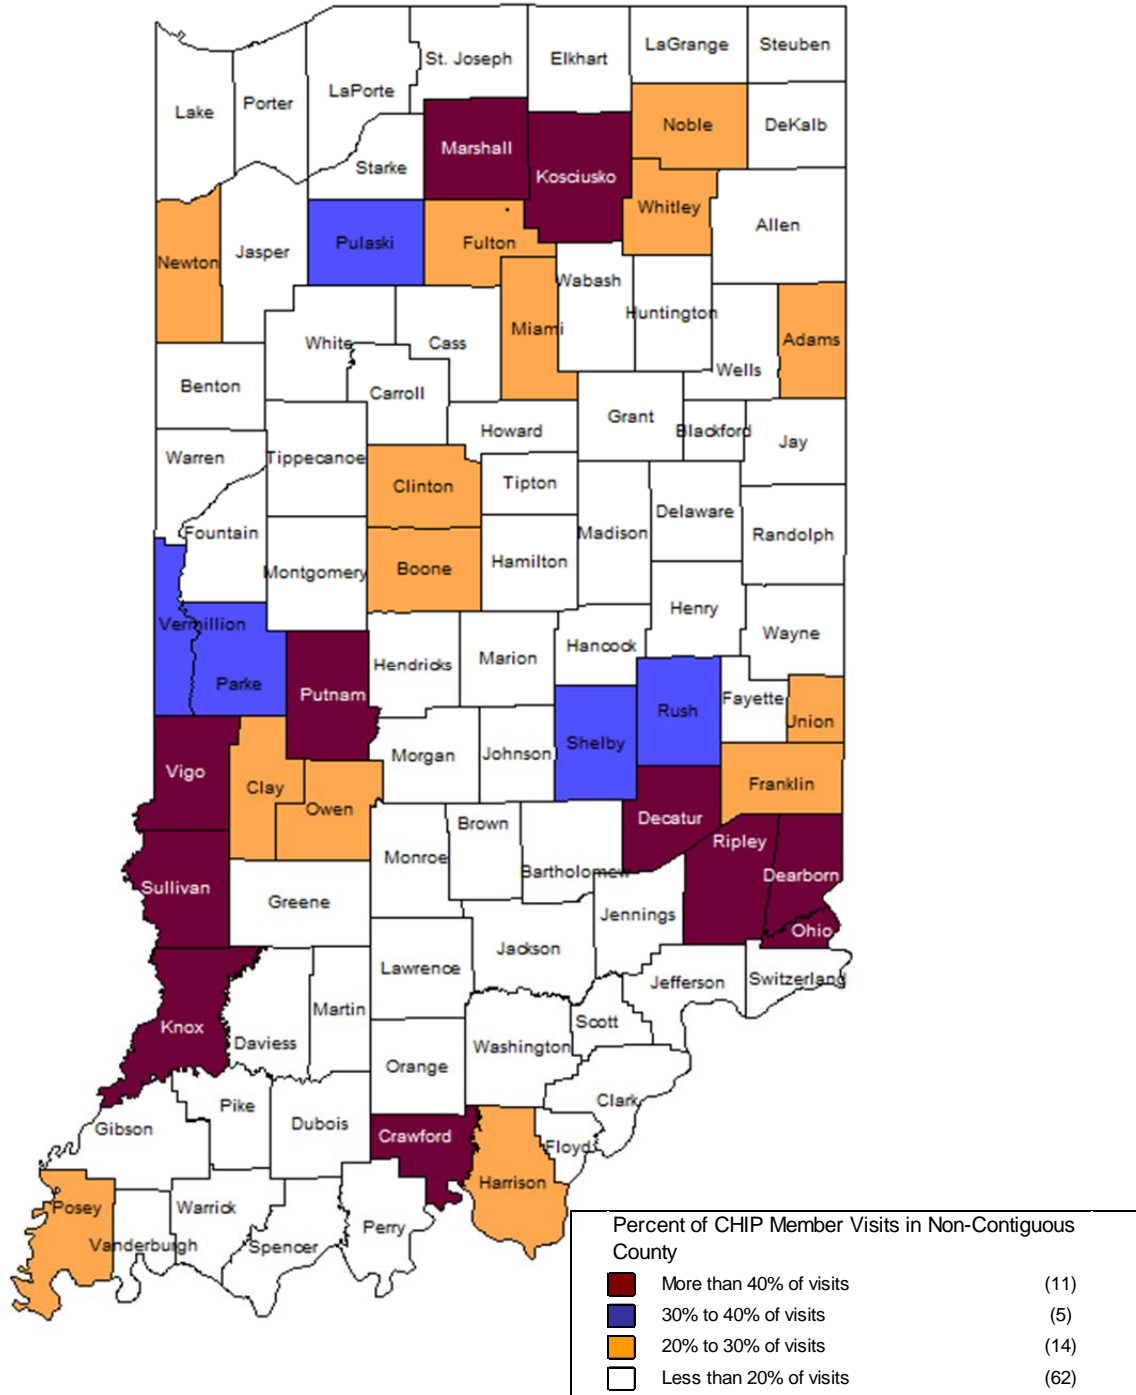 St. Joseph
Elkhart
LaGrange
Steuben
Lake
Porter
LaPorte
Noble
DeKalb
Marshall
Kosciusko
Starke
Whitley
Allen
Newton
Jasper
Pulaski
Fulton
Wabash
Huntington
White
Cass
Miami
Adams
Wells
Benton
Carroll
Grant
Blackford
Howard
Jay
Warren
Tippecanoe
Clinton
Tipton
Delaware
Fountain
Madison
Randolph
Montgomery
Boone
Hamilton
Henry
Vermillion
Wayne
Hancock
Hendricks
Marion
Parke
Putnam
Fayette
Rush
Union
Shelby
Morgan
Johnson
Vigo
Clay
Owen
Franklin
Decatur
Brown
Ripley
Monroe
Bartholomew
Dearborn
Sullivan
Greene
Jennings
Ohio
Jackson
Lawrence
Jefferson
Switzerland
Martin
Knox
Daviess
Scott
Washington
Orange
Clark
Pike
Gibson
Dubois
Crawford
Floyd
Harrison
Posey
Warrick
Perry
Vanderburgh
Spencer
Percent of CHIP Member Visits in Non-Contiguous
County
More than 40% of visits (11)
30% to 40% of visits (5)
20% to 30% of visits (14)
Less than 20% of visits (62)